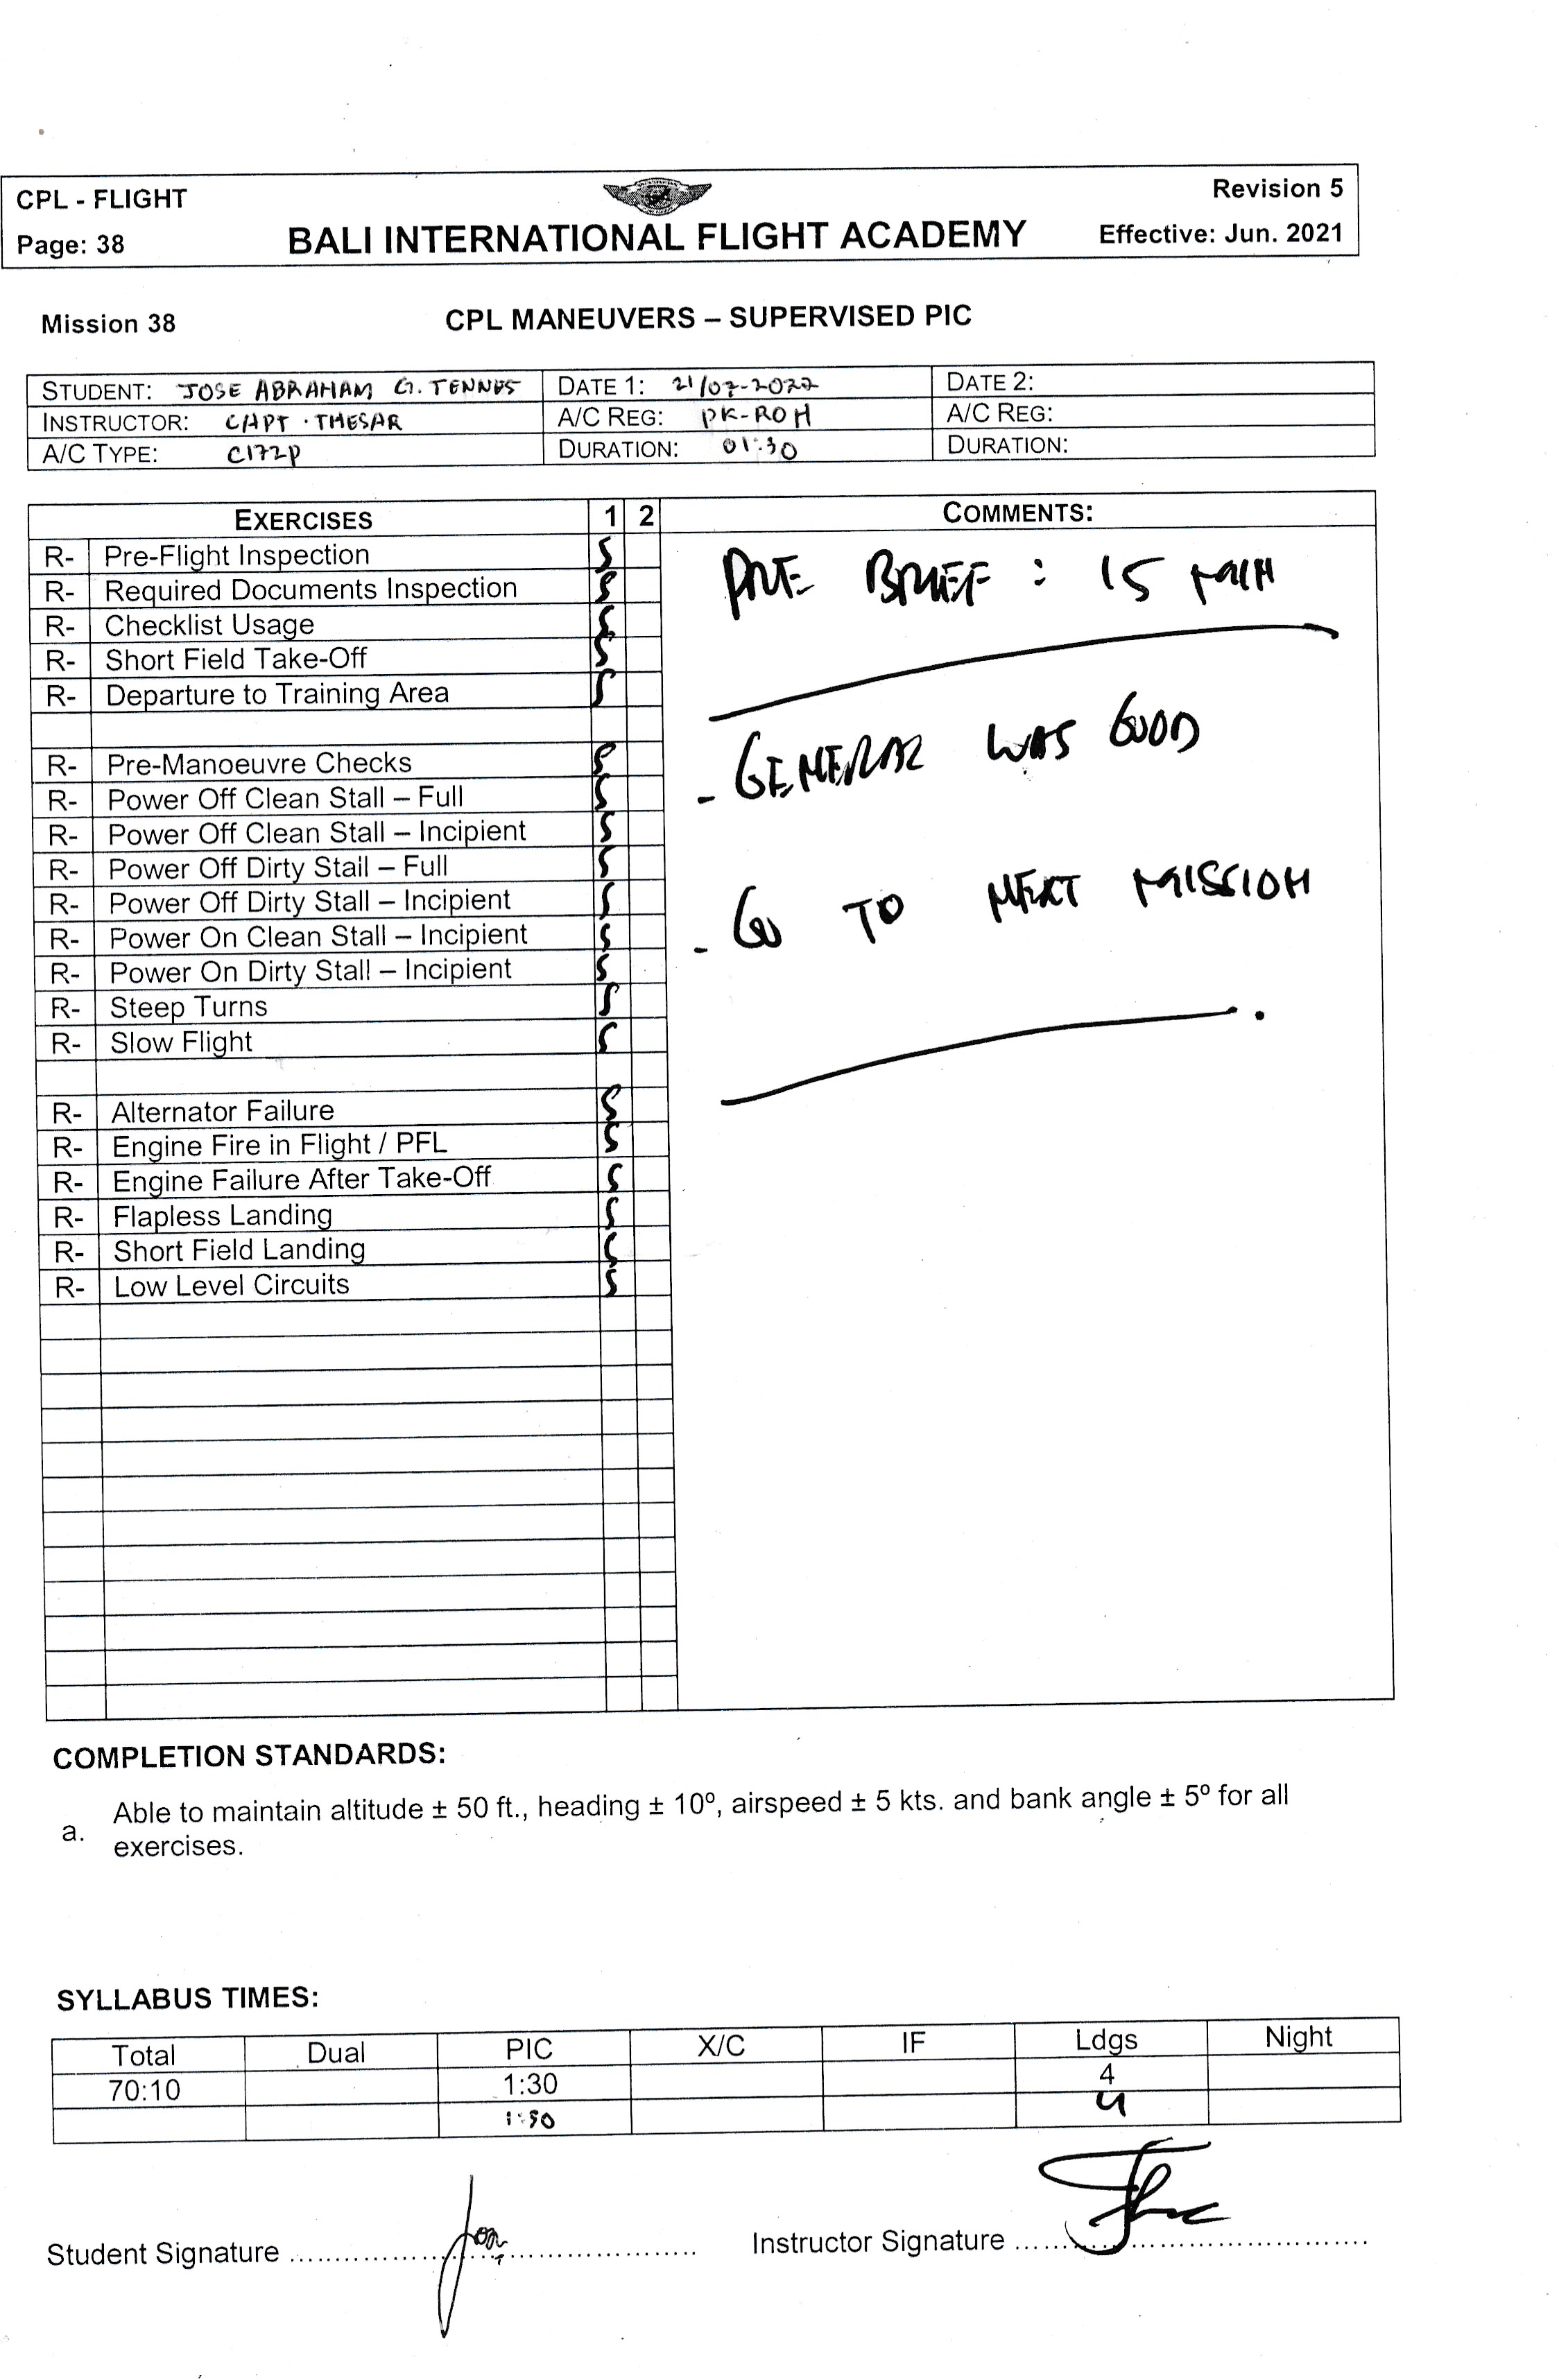 CPL - FLIGHT
Revision 5
Page: 38
BALI INTERNATIONAL FLIGHT ACADEMY
Effective: Jun. 2021
Mission 38
CPL MANEUVERS – SUPERVISED PIC
STUDENT: JOSE ABRAHAM G. TENNES DATE 1: 21/07-2022 DATE 2:
INSTRUCTOR: CAPT. THESAR A/C REG: PK-ROH A/C REG:
A/C TYPE: C172P DURATION: 01:30 DURATION:
EXERCISES 1 2 COMMENTS:
R- Pre-Flight Inspection S
R- Required Documents Inspection S
R- Checklist Usage S
R- Short Field Take-Off S
R- Departure to Training Area S
R- Pre-Manoeuvre Checks S
R- Power Off Clean Stall – Full S
R- Power Off Clean Stall – Incipient S
R- Power Off Dirty Stall – Full S
R- Power Off Dirty Stall – Incipient S
R- Power On Clean Stall – Incipient S
R- Power On Dirty Stall – Incipient S
R- Steep Turns S
R- Slow Flight S
R- Alternator Failure S
R- Engine Fire in Flight / PFL S
R- Engine Failure After Take-Off S
R- Flapless Landing S
R- Short Field Landing S
R- Low Level Circuits S
PRE BRIEF : 15 MIN
- GENERAL WAS GOOD
- GO TO NEXT MISSION
COMPLETION STANDARDS:
a. Able to maintain altitude ± 50 ft., heading ± 10º, airspeed ± 5 kts. and bank angle ± 5º for all
exercises.
SYLLABUS TIMES:
Total Dual PIC X/C IF Ldgs Night
70:10 1:30 4
1:30 4
Student Signature
Instructor Signature